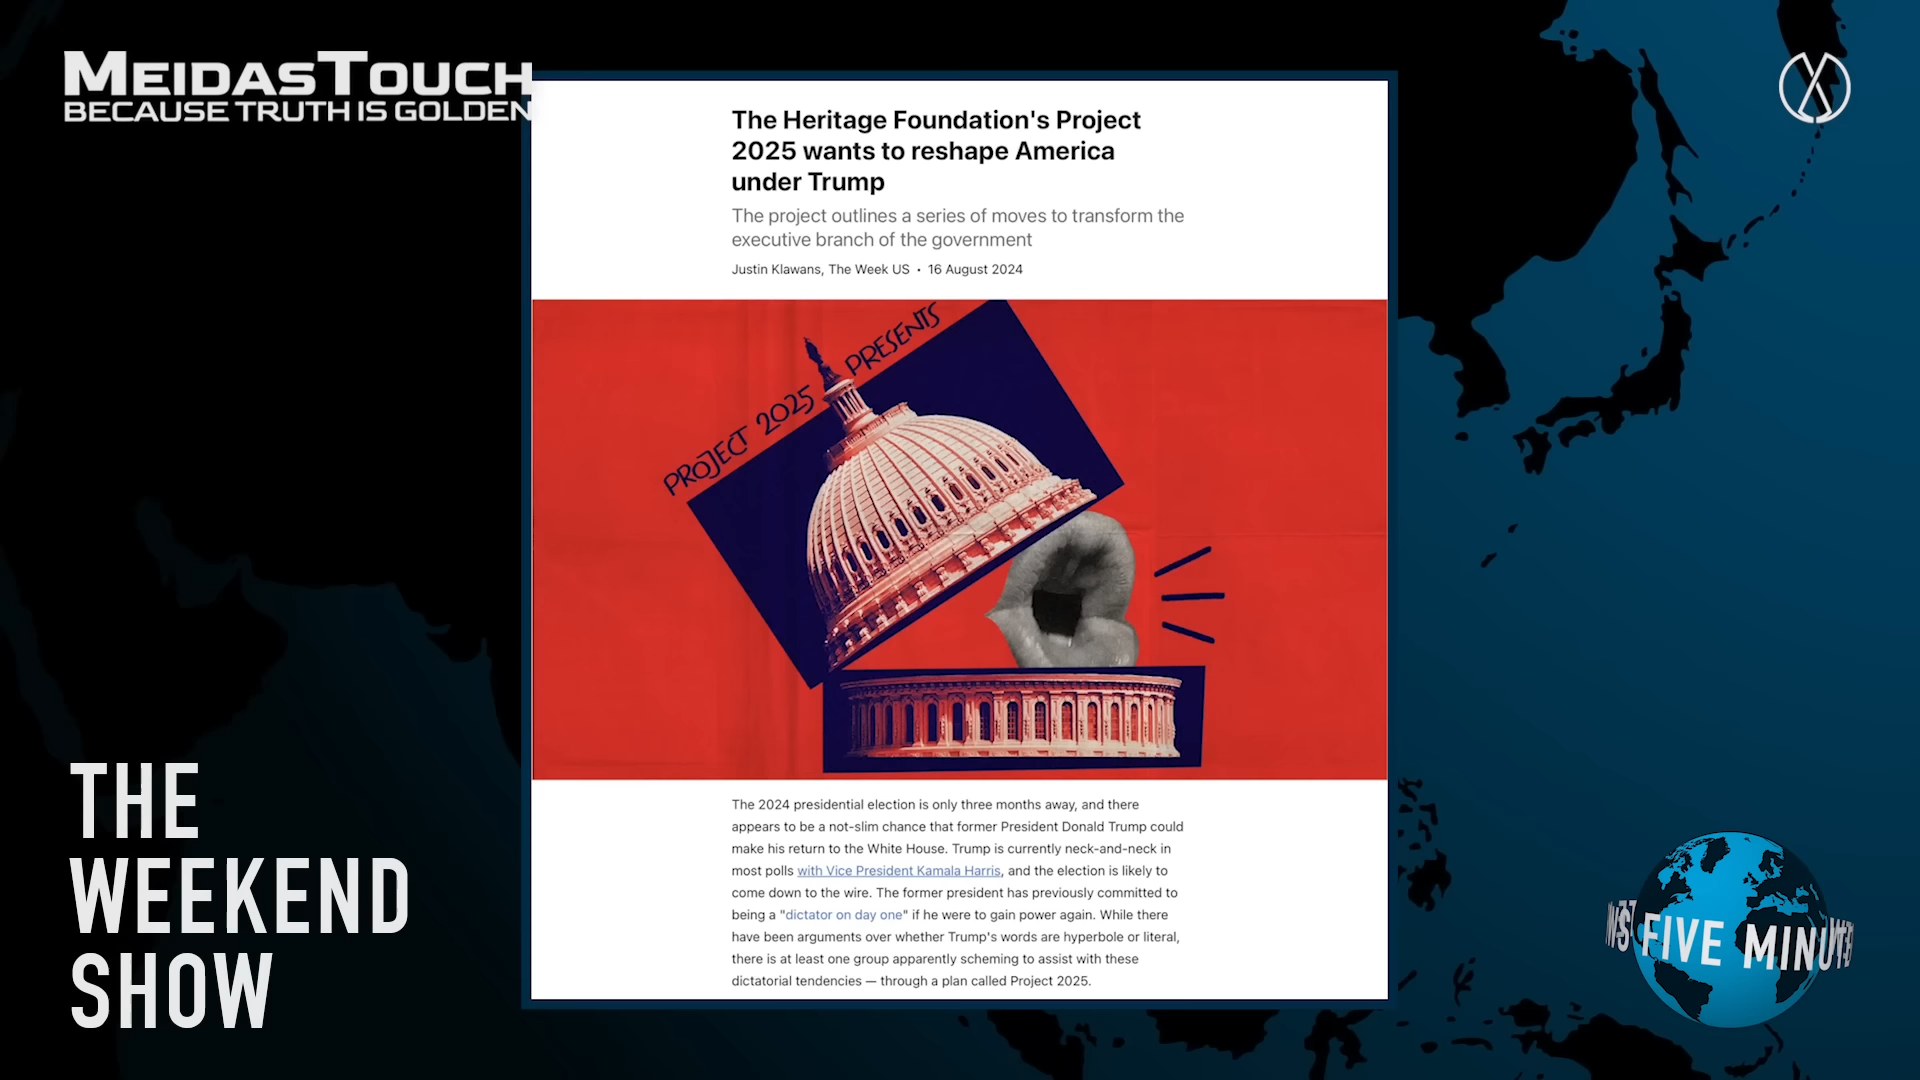 MEIDASTOUCH
BECAUSE TRUTH IS GOLDEN
The Heritage Foundation's Project
2025 wants to reshape America
under Trump
The project outlines a series of moves to transform the
executive branch of the government
Justin Klawans, The Week US • 16 August 2024
PROJECT 2025 PRESENTS
The 2024 presidential election is only three months away, and there
appears to be a not-slim chance that former President Donald Trump could
make his return to the White House. Trump is currently neck-and-neck in
most polls with Vice President Kamala Harris, and the election is likely to
come down to the wire. The former president has previously committed to
being a "dictator on day one" if he were to gain power again. While there
have been arguments over whether Trump's words are hyperbole or literal,
there is at least one group apparently scheming to assist with these
dictatorial tendencies — through a plan called Project 2025.
THE
WEEKEND
SHOW
FIVE